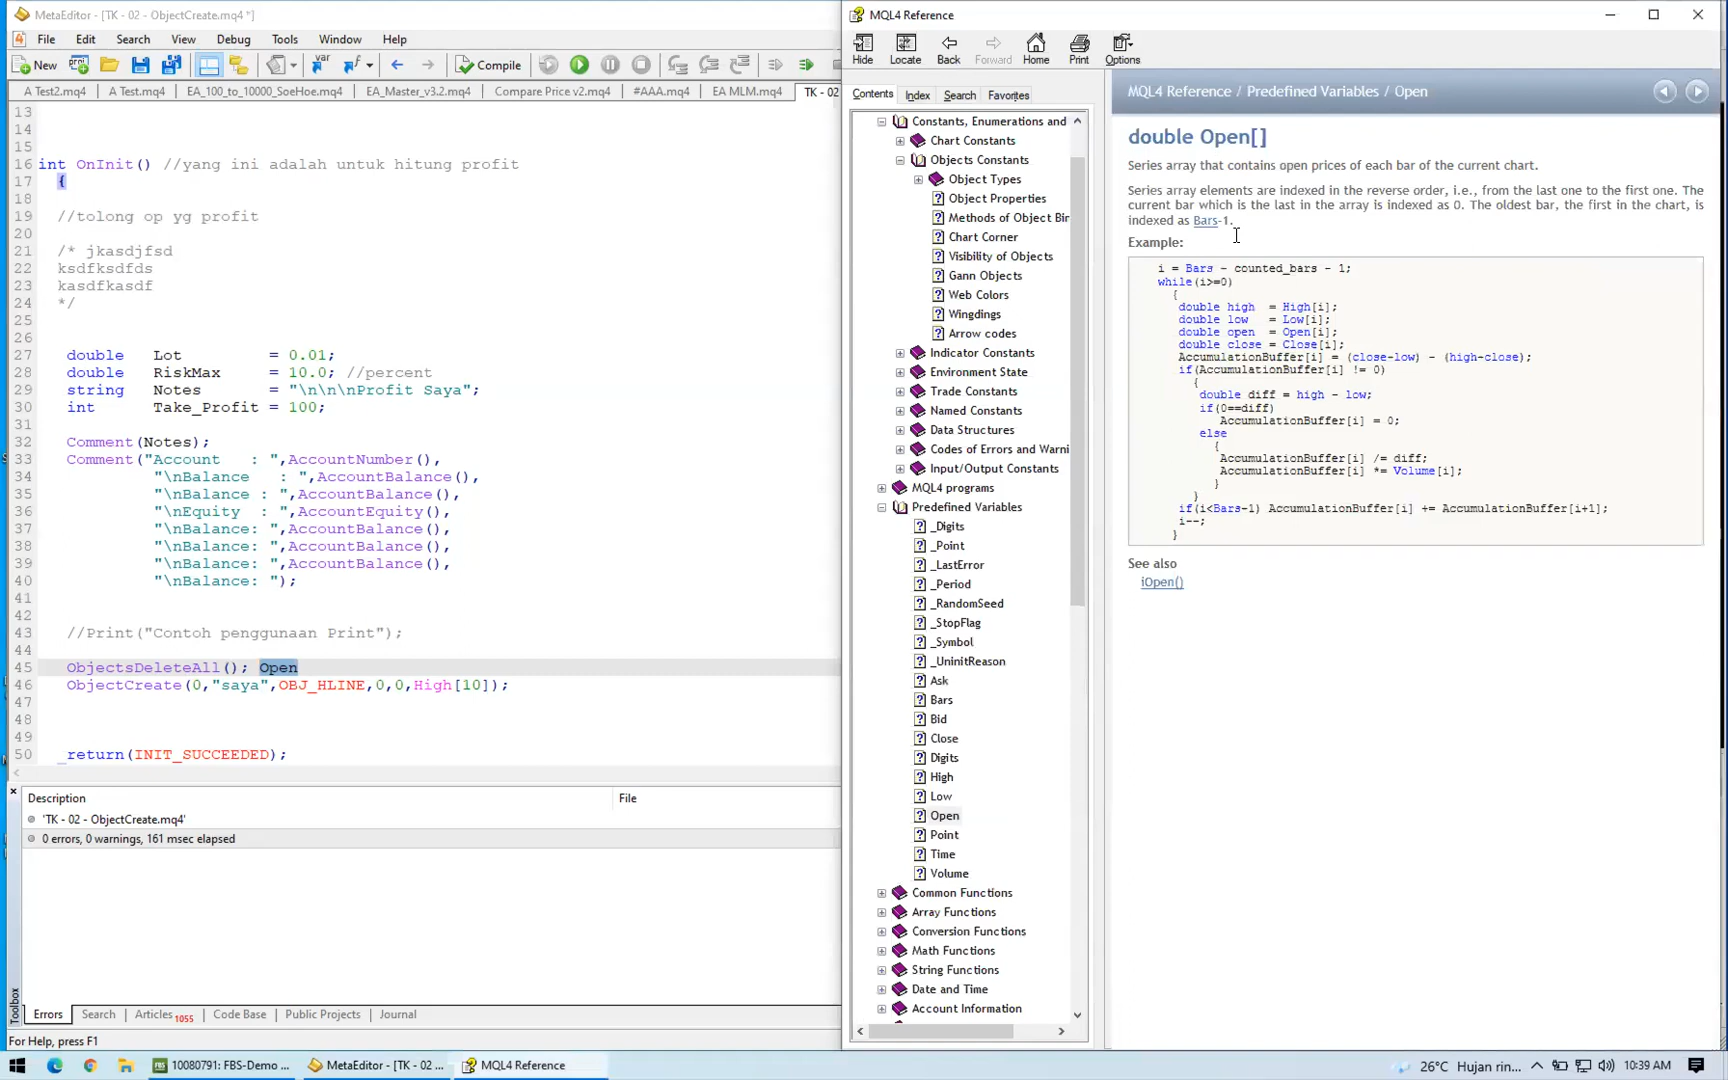 MetaEditor - [TK - 02 - ObjectCreate.mq4 *]
File Edit Search View Debug Tools Window Help
New Compile
A Test2.mq4 A Test.mq4 EA_100_to_10000_SoeHoe.mq4 EA_Master_v3.2.mq4 Compare Price v2.mq4 #AAA.mq4 EA MLM.mq4 TK - 02
13
14
15
16 int OnInit() //yang ini adalah untuk hitung profit
17 {
18
19 //tolong op yg profit
20
21 /* jkasdjfsd
22 ksdfksdfds
23 kasdfkasdf
24 */
25
26
27 double Lot = 0.01;
28 double RiskMax = 10.0; //percent
29 string Notes = "\n\n\nProfit Saya";
30 int Take_Profit = 100;
31
32 Comment(Notes);
33 Comment("Account : ",AccountNumber(),
34 "\nBalance : ",AccountBalance(),
35 "\nBalance : ",AccountBalance(),
36 "\nEquity : ",AccountEquity(),
37 "\nBalance: ",AccountBalance(),
38 "\nBalance: ",AccountBalance(),
39 "\nBalance: ",AccountBalance(),
40 "\nBalance: ");
41
42
43 //Print("Contoh penggunaan Print");
44
45 ObjectsDeleteAll(); Open
46 ObjectCreate(0,"saya",OBJ_HLINE,0,0,High[10]);
47
48
49
50 return(INIT_SUCCEEDED);
Description File
'TK - 02 - ObjectCreate.mq4'
0 errors, 0 warnings, 161 msec elapsed
Toolbox
Errors Search Articles 1055 Code Base Public Projects Journal
For Help, press F1
MQL4 Reference
Hide Locate Back Forward Home Print Options
Contents Index Search Favorites
Constants, Enumerations and
Chart Constants
Objects Constants
Object Types
Object Properties
Methods of Object Bin
Chart Corner
Visibility of Objects
Gann Objects
Web Colors
Wingdings
Arrow codes
Indicator Constants
Environment State
Trade Constants
Named Constants
Data Structures
Codes of Errors and Warni
Input/Output Constants
MQL4 programs
Predefined Variables
_Digits
_Point
_LastError
_Period
_RandomSeed
_StopFlag
_Symbol
_UninitReason
Ask
Bars
Bid
Close
Digits
High
Low
Open
Point
Time
Volume
Common Functions
Array Functions
Conversion Functions
Math Functions
String Functions
Date and Time
Account Information
MQL4 Reference / Predefined Variables / Open
double Open[]
Series array that contains open prices of each bar of the current chart.
Series array elements are indexed in the reverse order, i.e., from the last one to the first one. The
current bar which is the last in the array is indexed as 0. The oldest bar, the first in the chart, is
indexed as Bars-1.
Example:
i = Bars - counted_bars - 1;
while(i>=0)
{
double high = High[i];
double low = Low[i];
double open = Open[i];
double close = Close[i];
AccumulationBuffer[i] = (close-low) - (high-close);
if(AccumulationBuffer[i] != 0)
{
double diff = high - low;
if(0==diff)
AccumulationBuffer[i] = 0;
else
{
AccumulationBuffer[i] /= diff;
AccumulationBuffer[i] *= Volume[i];
}
}
if(i<Bars-1) AccumulationBuffer[i] += AccumulationBuffer[i+1];
i--;
}
See also
iOpen()
10080791: FBS-Demo ... MetaEditor - [TK - 02 ... MQL4 Reference 26°C Hujan rin... 10:39 AM